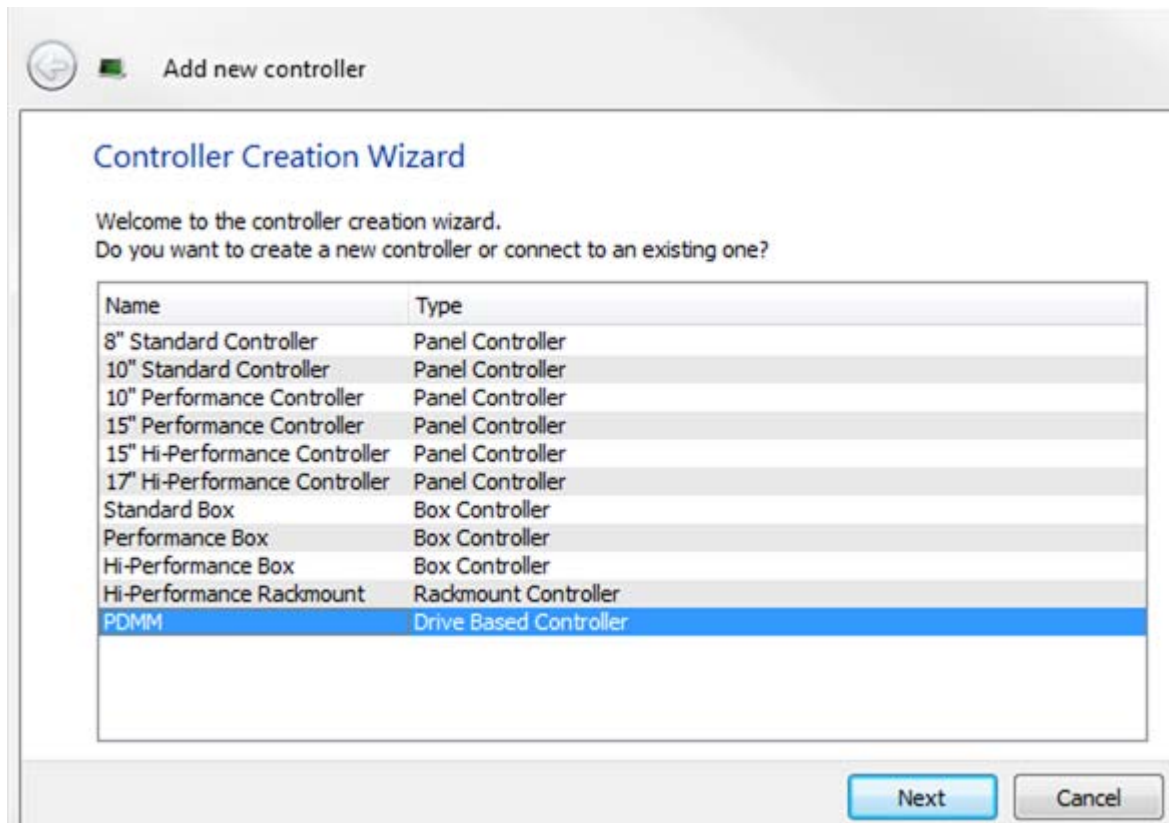 Add new controller
Controller Creation Wizard
Welcome to the controller creation wizard.
Do you want to create a new controller or connect to an existing one?
Name Type
8" Standard Controller Panel Controller
10" Standard Controller Panel Controller
10" Performance Controller Panel Controller
15" Performance Controller Panel Controller
15" Hi-Performance Controller Panel Controller
17" Hi-Performance Controller Panel Controller
Standard Box Box Controller
Performance Box Box Controller
Hi-Performance Box Box Controller
Hi-Performance Rackmount Rackmount Controller
PDMM Drive Based Controller
Next Cancel